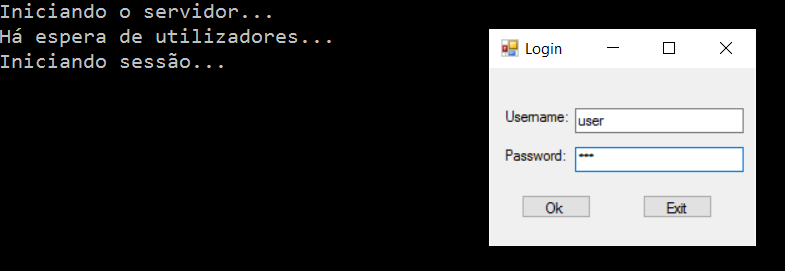 Iniciando o servidor...
Há espera de utilizadores...
Iniciando sessão...
Login
Username: user
Password: ***
Ok Exit